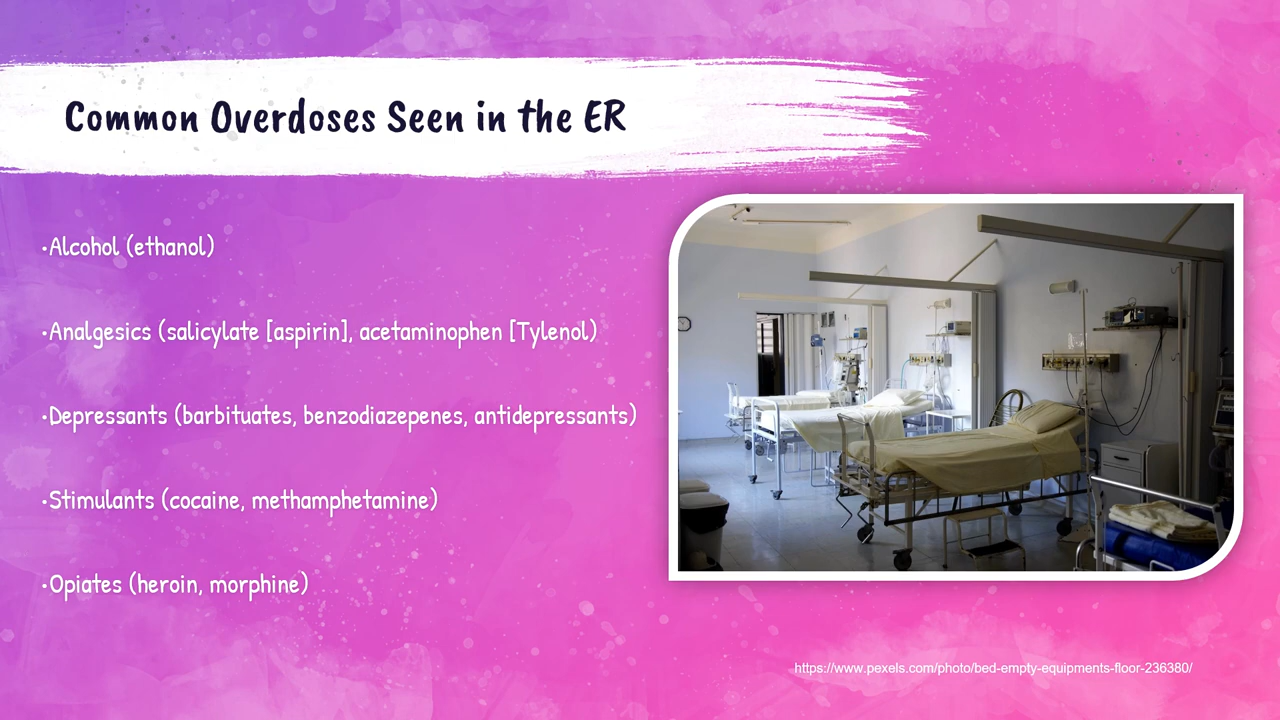 Common Overdoses Seen in the ER
•Alcohol (ethanol)
•Analgesics (salicylate [aspirin], acetaminophen [Tylenol)
•Depressants (barbituates, benzodiazepenes, antidepressants)
•Stimulants (cocaine, methamphetamine)
•Opiates (heroin, morphine)
https://www.pexels.com/photo/bed-empty-equipments-floor-236380/